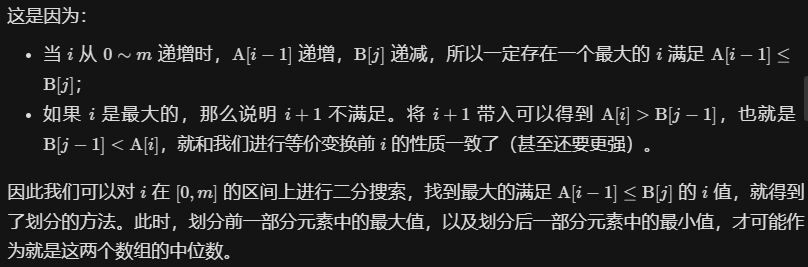 这是因为：
• 当 i 从 0 ~ m 递增时，A[i − 1] 递增，B[j] 递减，所以一定存在一个最大的 i 满足 A[i − 1] ≤
B[j]；
• 如果 i 是最大的，那么说明 i + 1 不满足。将 i + 1 带入可以得到 A[i] > B[j − 1]，也就是
B[j − 1] < A[i]，就和我们进行等价变换前 i 的性质一致了（甚至还要更强）。
因此我们可以对 i 在 [0, m] 的区间上进行二分搜索，找到最大的满足 A[i − 1] ≤ B[j] 的 i 值，就得到
了划分的方法。此时，划分前一部分元素中的最大值，以及划分后一部分元素中的最小值，才可能作
为就是这两个数组的中位数。